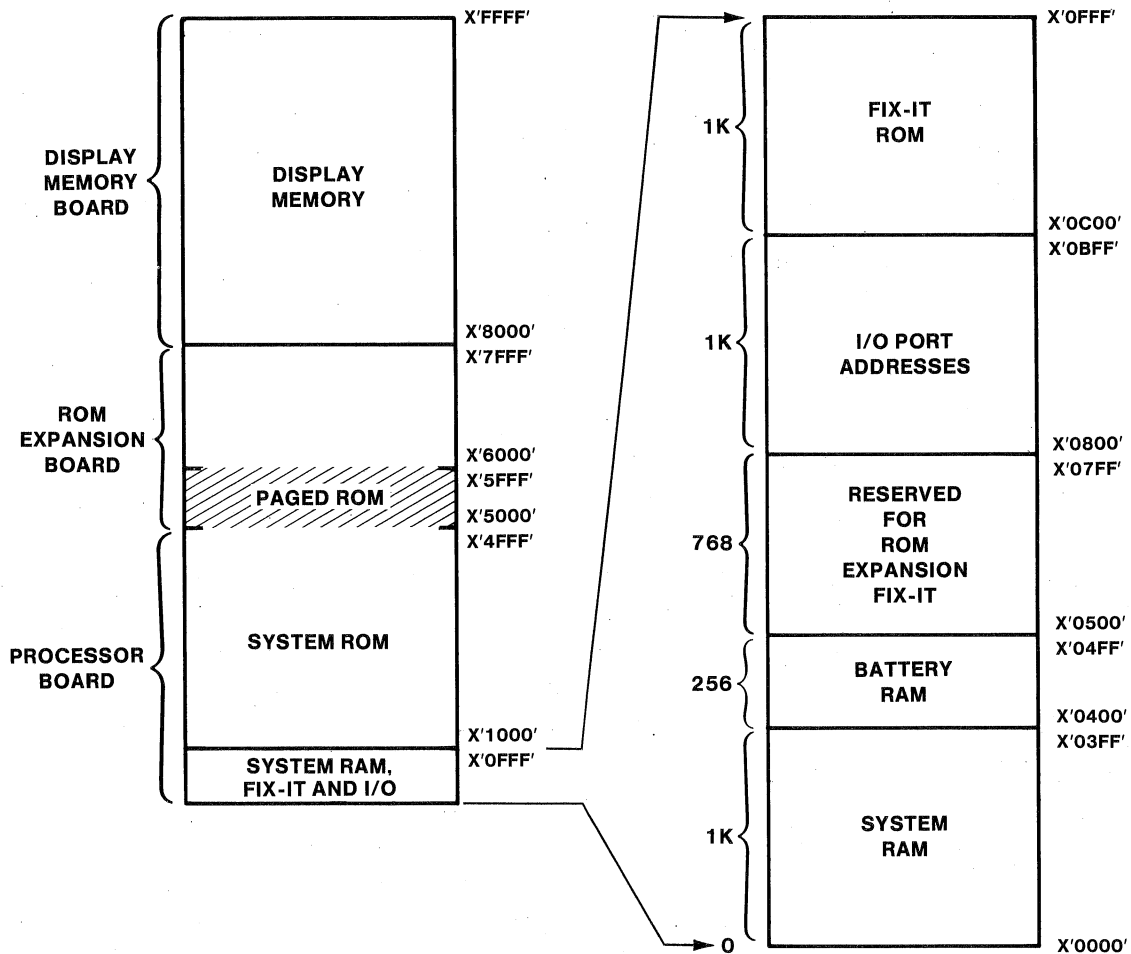 X'FFFF'
DISPLAY
MEMORY
BOARD
DISPLAY
MEMORY
X'8000'
X'7FFF'
ROM
EXPANSION
BOARD
X'6000'
X'5FFF'
PAGED ROM
X'5000'
X'4FFF'
PROCESSOR
BOARD
SYSTEM ROM
X'1000'
X'0FFF'
SYSTEM RAM,
FIX-IT AND I/O
X'0FFF'
1K
FIX-IT
ROM
X'0C00'
X'0BFF'
1K
I/O PORT
ADDRESSES
X'0800'
X'07FF'
768
RESERVED
FOR
ROM
EXPANSION
FIX-IT
X'0500'
X'04FF'
256
BATTERY
RAM
X'0400'
X'03FF'
1K
SYSTEM
RAM
0
X'0000'